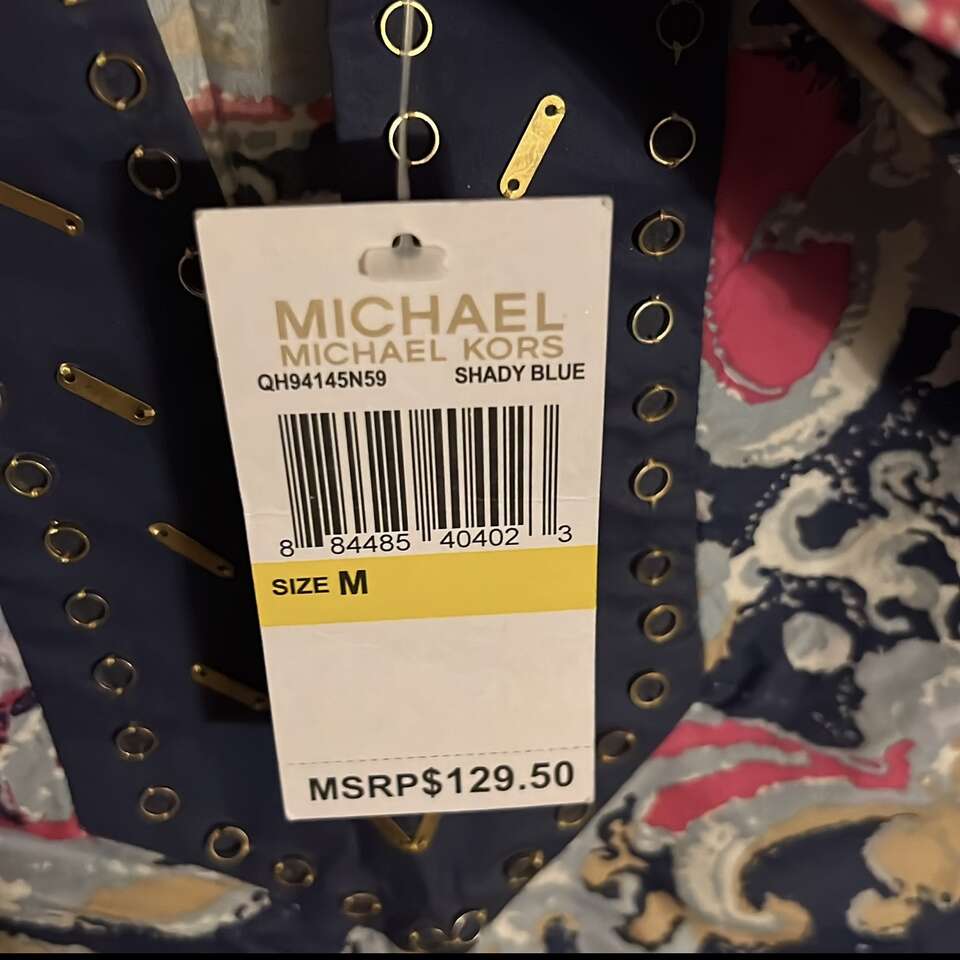 MICHAEL
MICHAEL KORS
QH94145N59 SHADY BLUE
8 84485 40402 3
SIZE M
MSRP$129.50